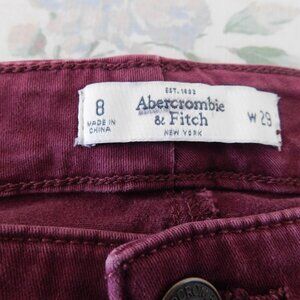 EST. 1892
8
Abercrombie
& Fitch
W 29
MADE IN
CHINA
NEW YORK